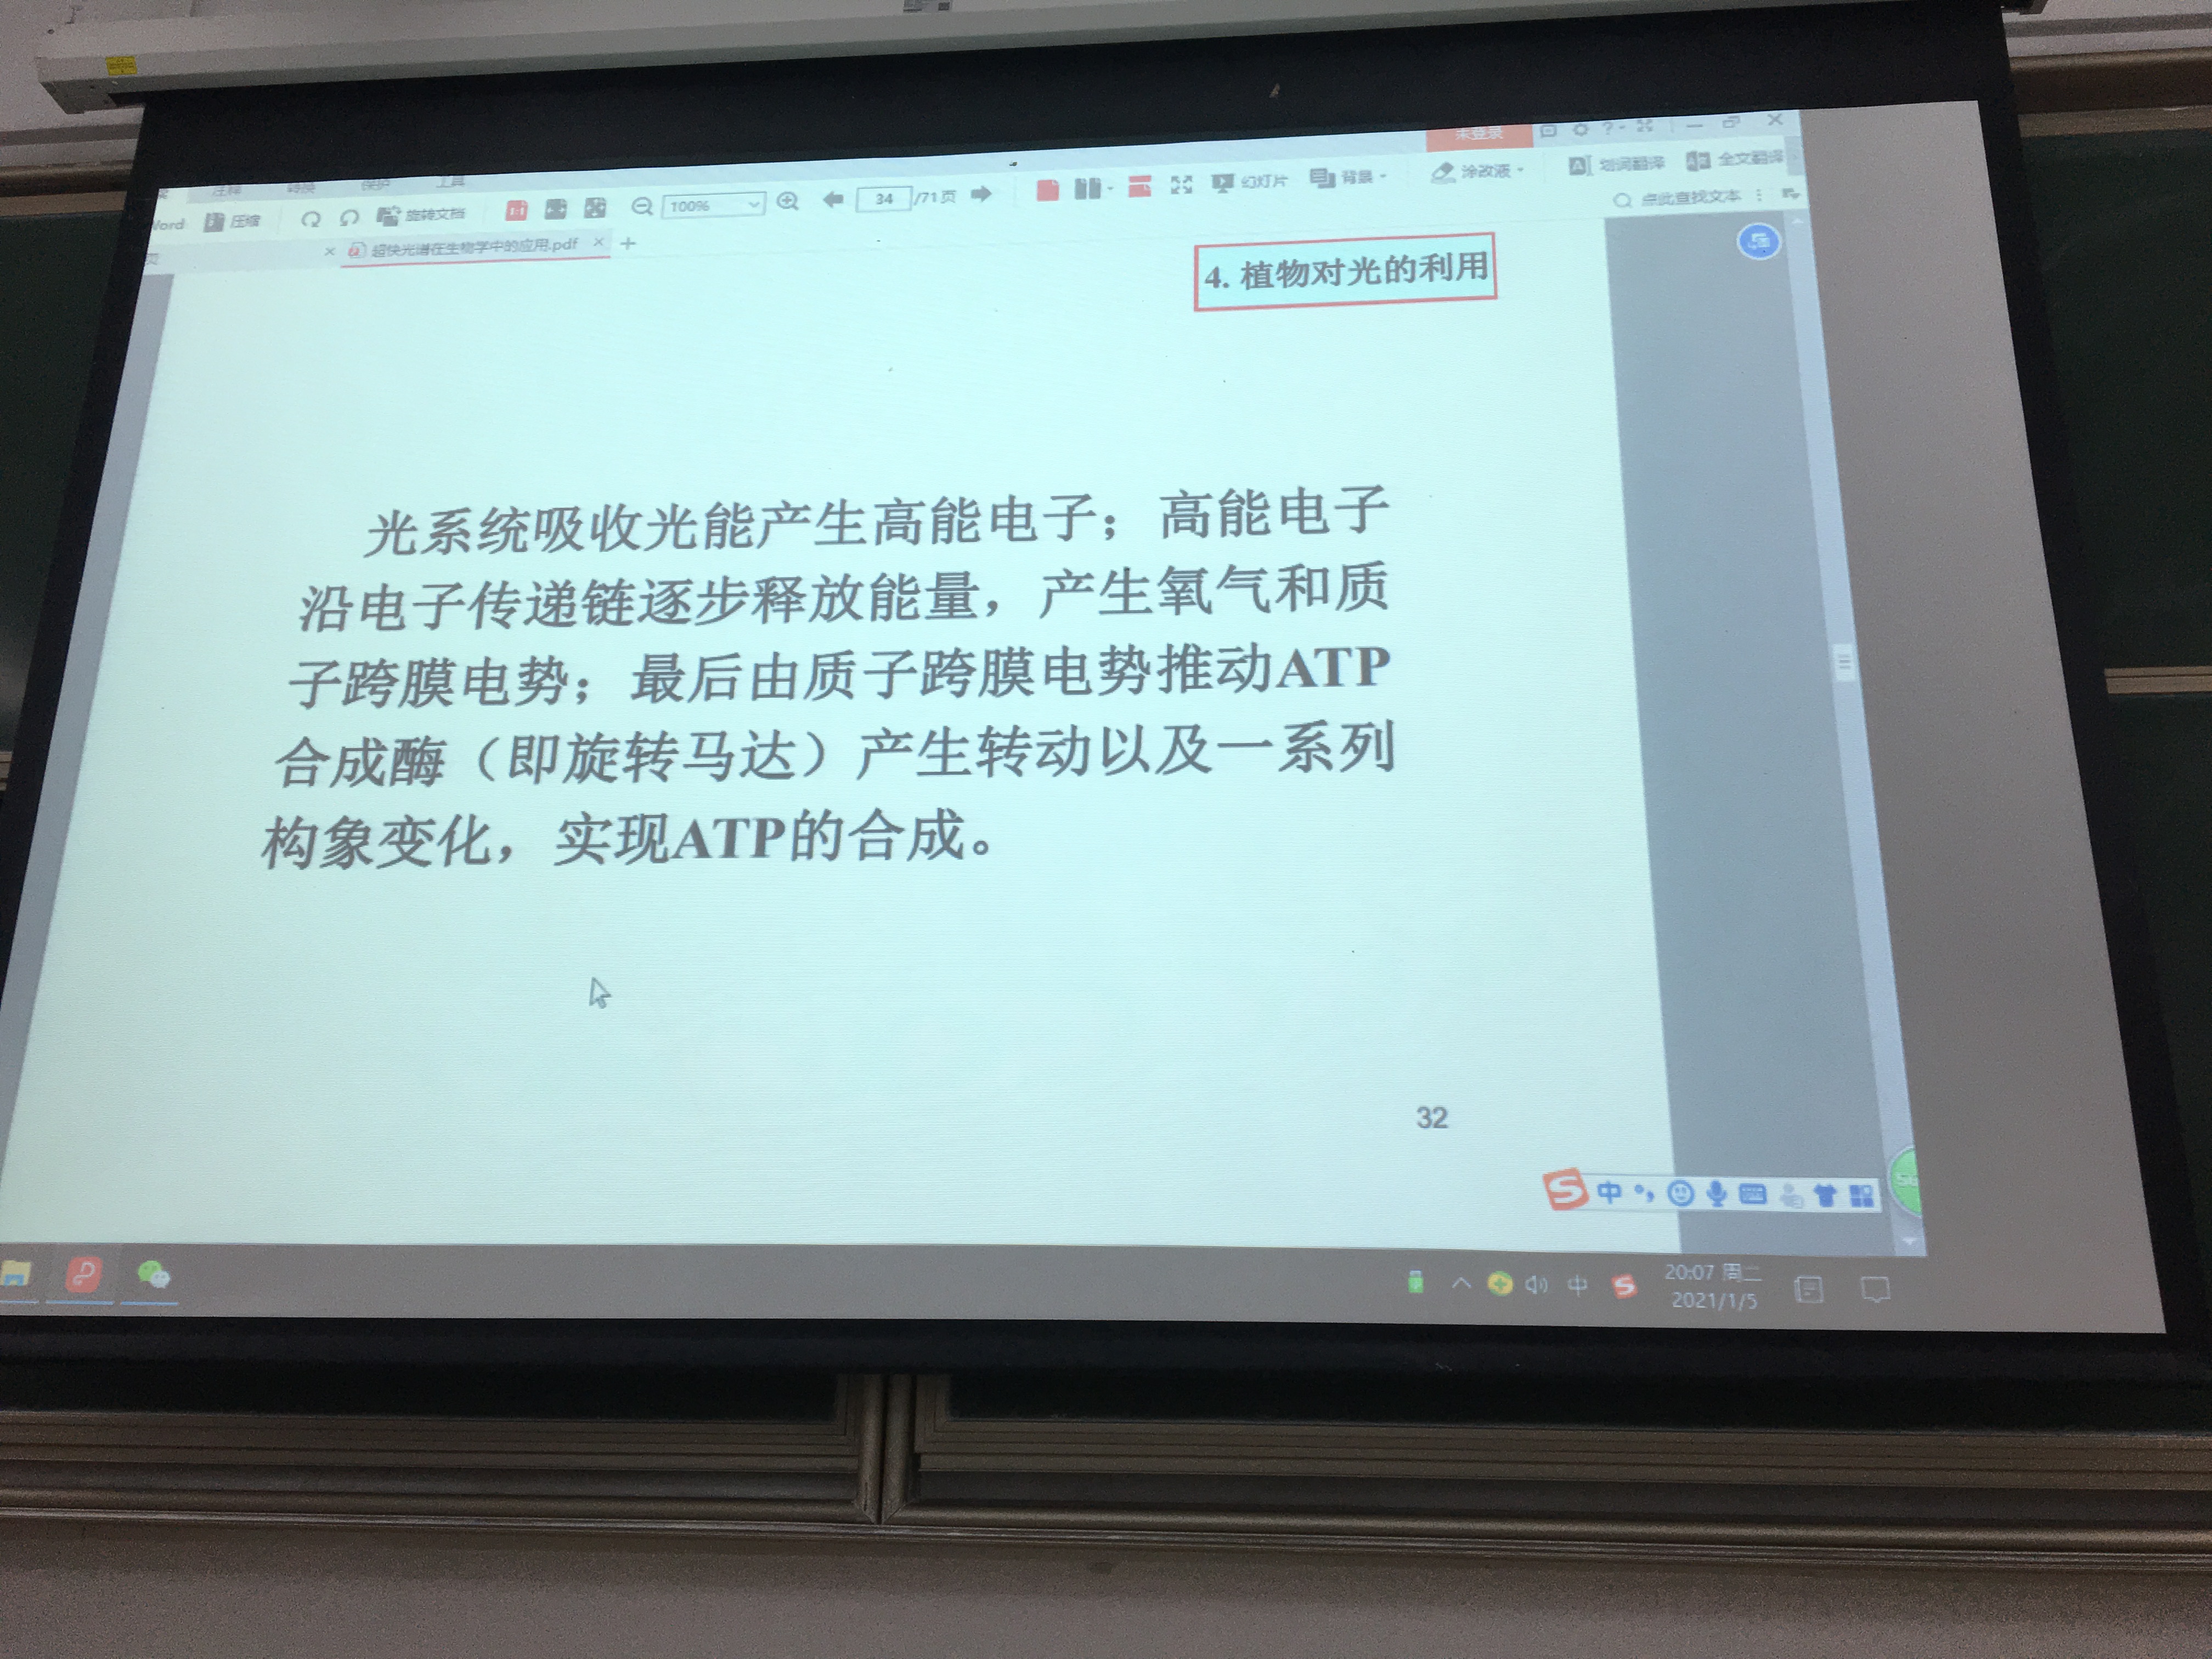 未登录
注释 转换 保护 工具
Word 压缩 旋转文档 100% 34 /71页 幻灯片 背景 涂改液 划词翻译 全文翻译
点此查找文本
页 超快光谱在生物学中的应用.pdf
4. 植物对光的利用
光系统吸收光能产生高能电子；高能电子
沿电子传递链逐步释放能量，产生氧气和质
子跨膜电势；最后由质子跨膜电势推动ATP
合成酶（即旋转马达）产生转动以及一系列
构象变化，实现ATP的合成。
32
中
中
20:07 周二
2021/1/5